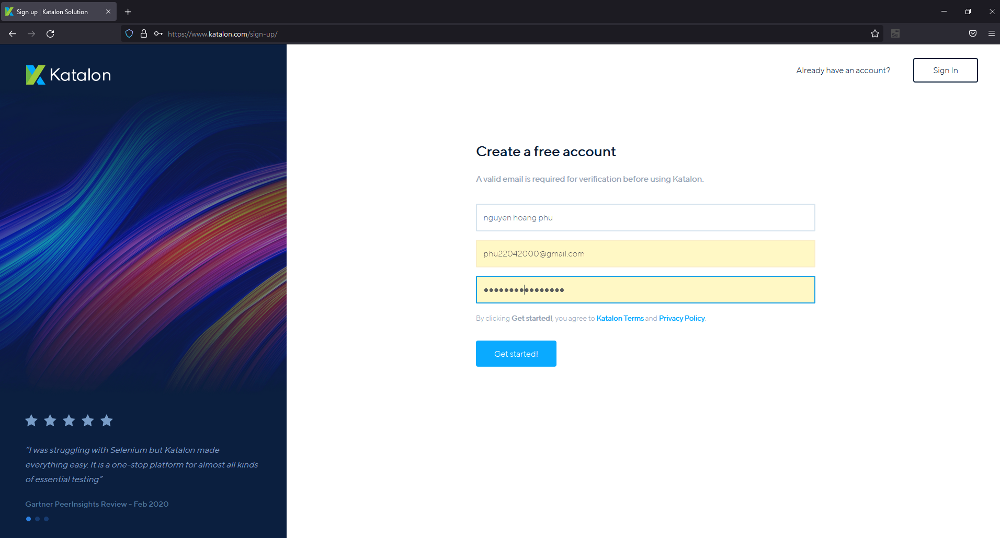 Sign up | Katalon Solution
https://www.katalon.com/sign-up/
Se
Katalon
Already have an account?
Sign In
Create a free account
A valid email is required for verification before using Katalon.
nguyen hoang phu
phu22042000@gmail.com
By clicking Get started!, you agree to Katalon Terms and Privacy Policy.
Get started!
“I was struggling with Selenium but Katalon made
everything easy. It is a one-stop platform for almost all kinds
of essential testing”
Gartner PeerInsights Review - Feb 2020